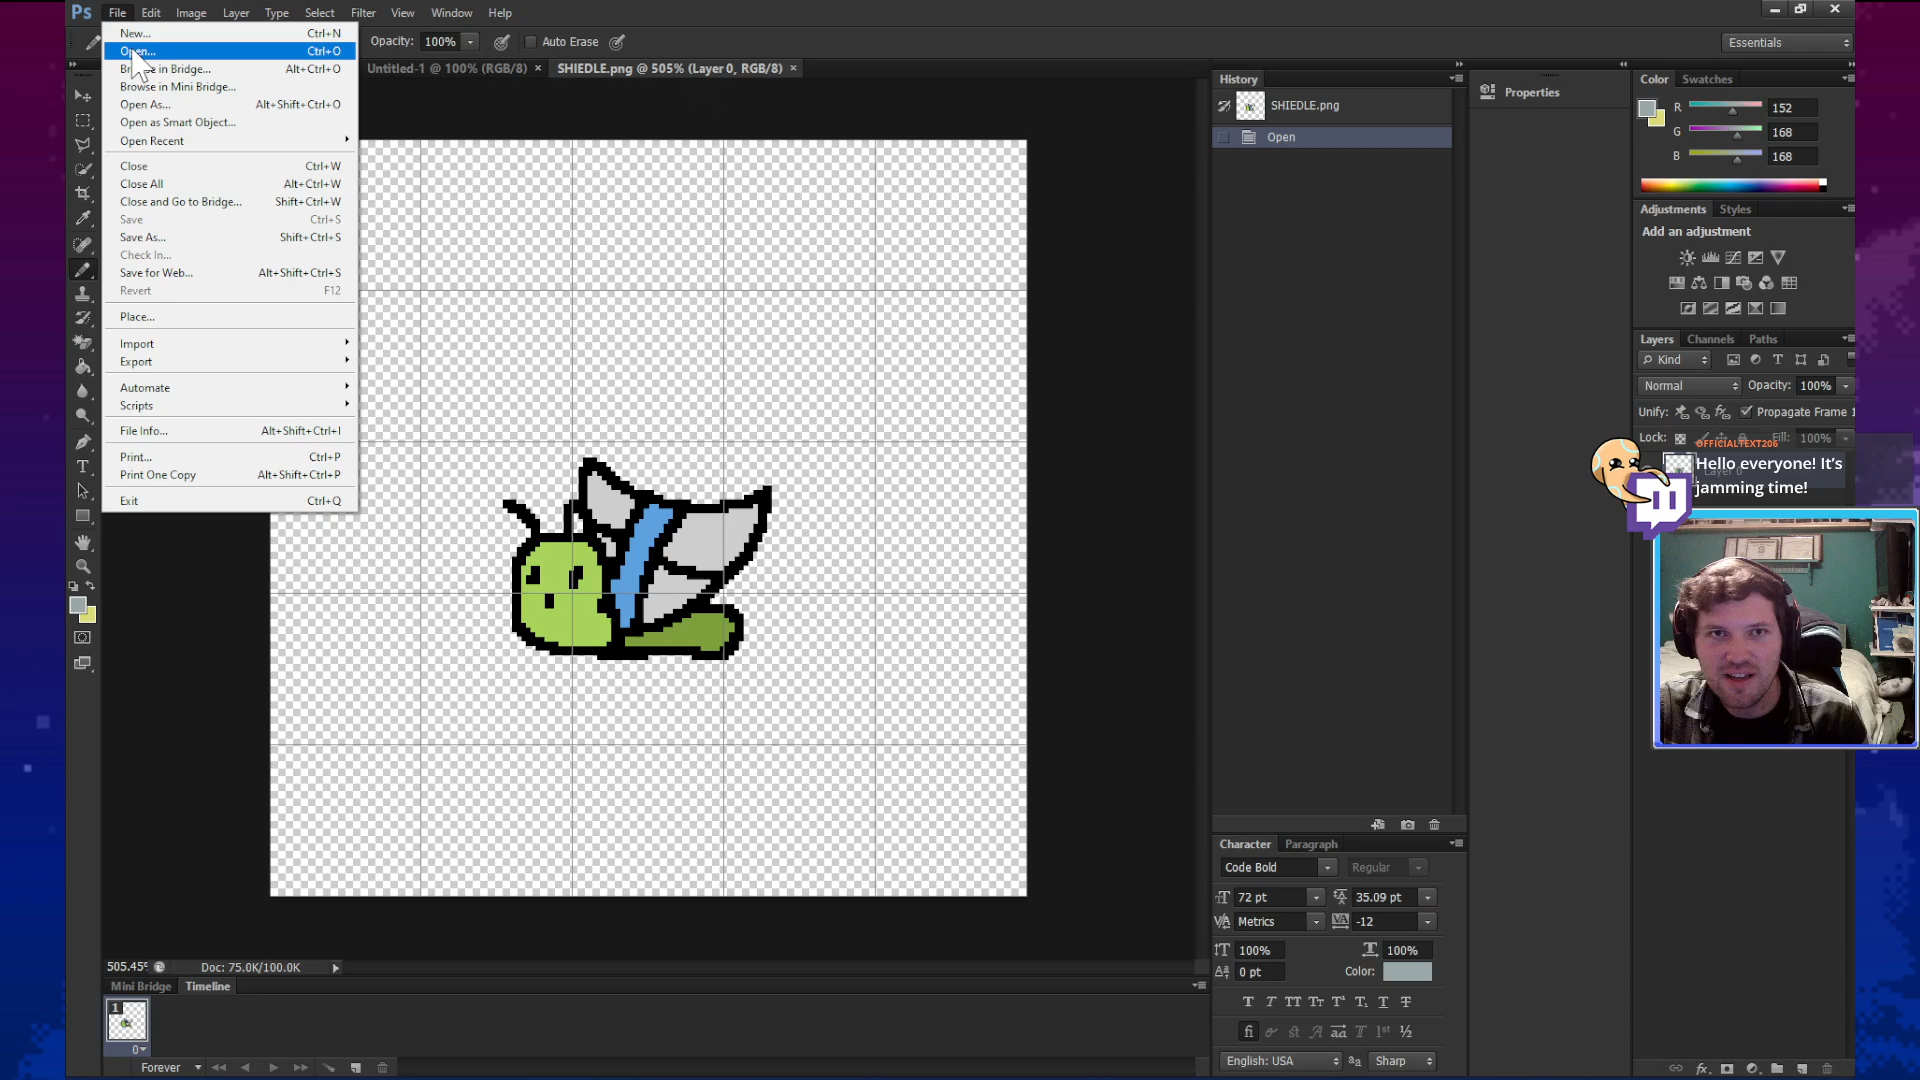 Ps File Edit Image Layer Type Select Filter View Window Help
Opacity: 100% Auto Erase
Essentials
Untitled-1 @ 100% (RGB/8) × SHIEDLE.png @ 505% (Layer 0, RGB/8) ×
New... Ctrl+N
Open... Ctrl+O
in Bridge... Alt+Ctrl+O
Browse in Mini Bridge...
Open As... Alt+Shift+Ctrl+O
Open as Smart Object...
Open Recent
Close Ctrl+W
Close All Alt+Ctrl+W
Close and Go to Bridge... Shift+Ctrl+W
Save Ctrl+S
Save As... Shift+Ctrl+S
Check In...
Save for Web... Alt+Shift+Ctrl+S
Revert F12
Place...
Import
Export
Automate
Scripts
File Info... Alt+Shift+Ctrl+I
Print... Ctrl+P
Print One Copy Alt+Shift+Ctrl+P
Exit Ctrl+Q
History
SHIEDLE.png
Open
Properties
Color Swatches
R 152
G 168
B 168
Adjustments Styles
Add an adjustment
Layers Channels Paths
Kind
Normal Opacity: 100%
Unify: Propagate Frame 1
Lock: Fill: 100%
OFFICIALTEXT206
Hello everyone! It's
jamming time!
Character Paragraph
Code Bold Regular
72 pt 35.09 pt
Metrics -12
100% 100%
0 pt Color:
English: USA Sharp
505.45% Doc: 75.0K/100.0K
Mini Bridge Timeline
1
0
Forever